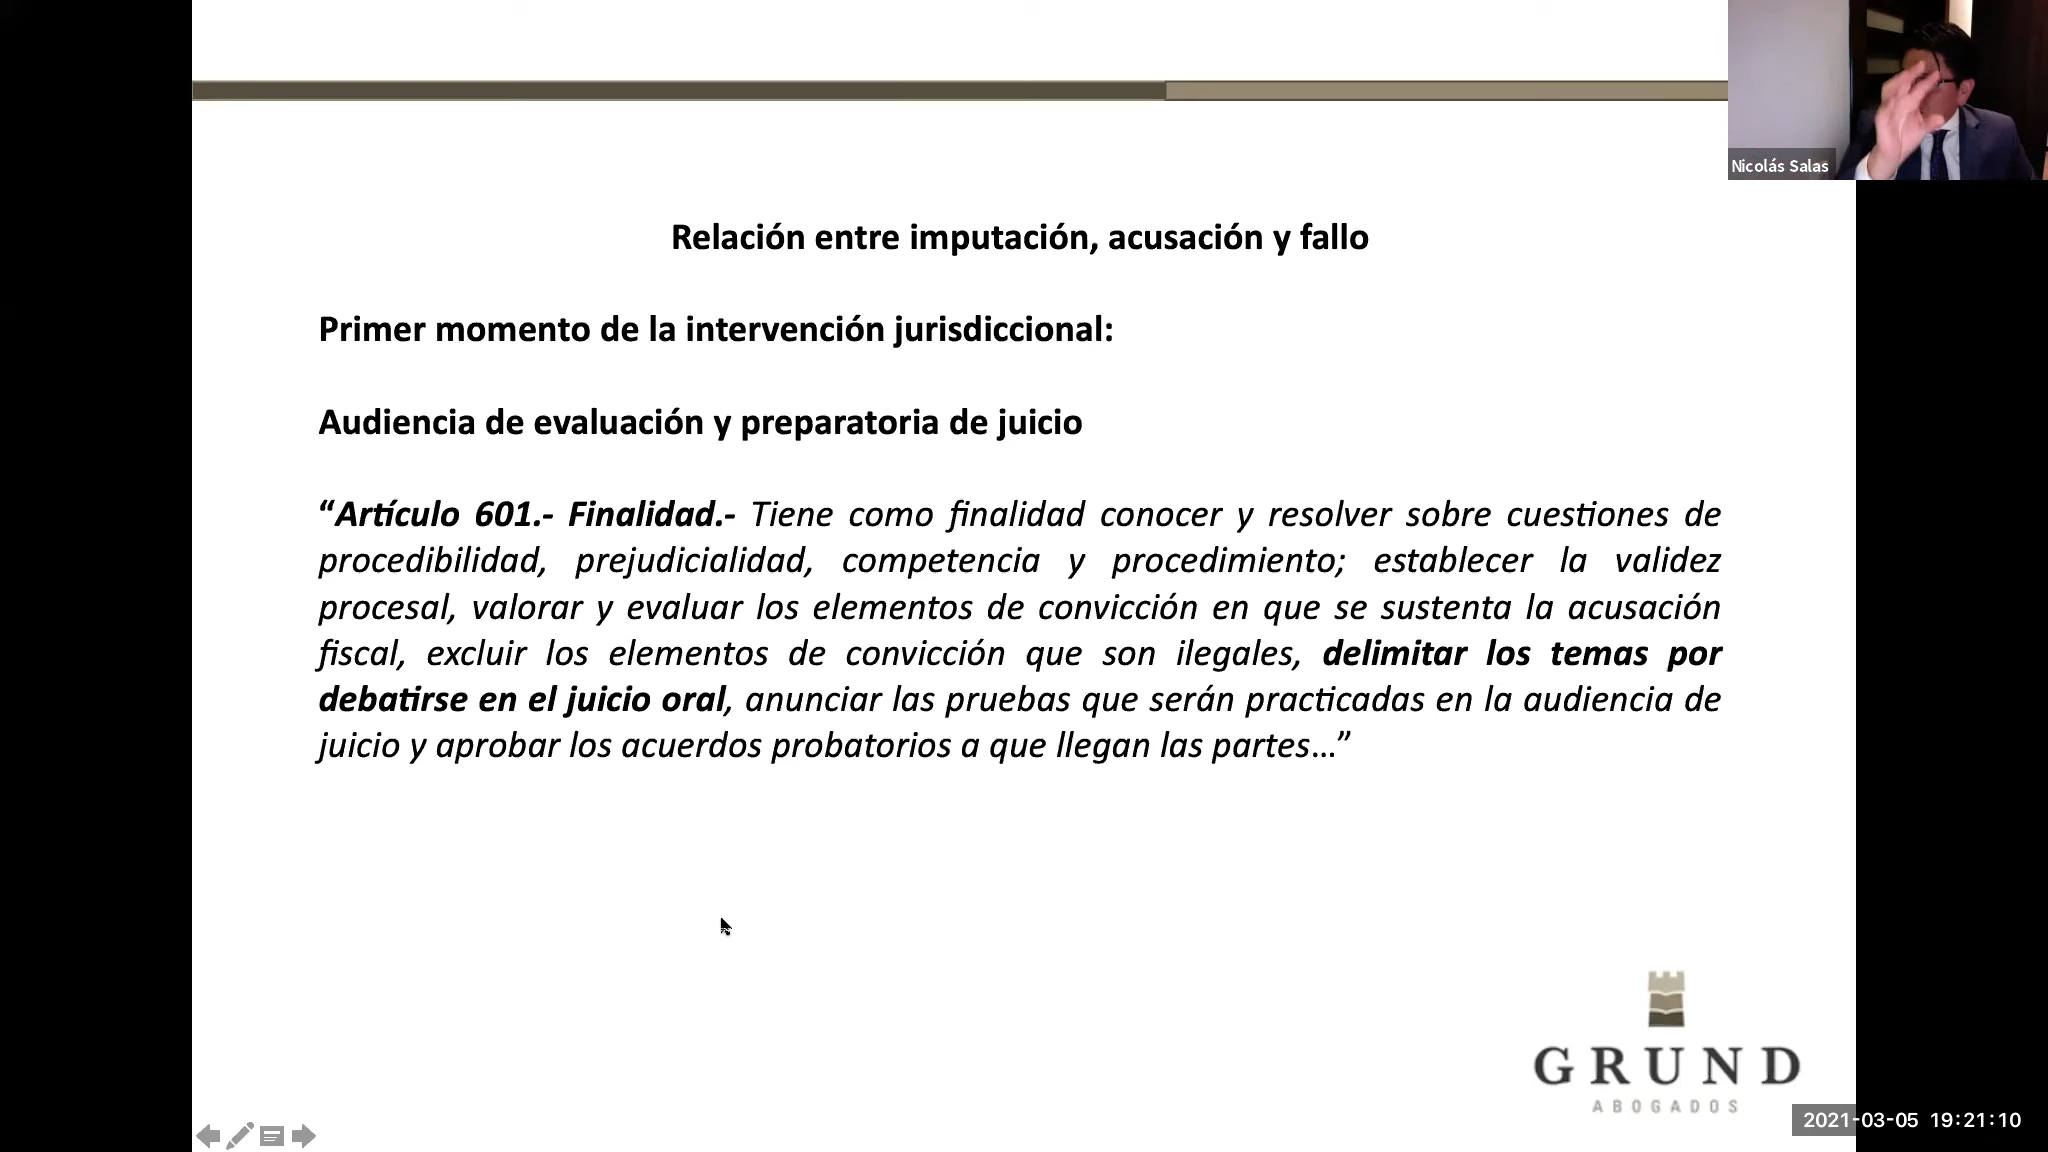 Nicolás Salas
Relación entre imputación, acusación y fallo
Primer momento de la intervención jurisdiccional:
Audiencia de evaluación y preparatoria de juicio
“Artículo 601.- Finalidad.- Tiene como finalidad conocer y resolver sobre cuestiones de
procedibilidad, prejudicialidad, competencia y procedimiento; establecer la validez
procesal, valorar y evaluar los elementos de convicción en que se sustenta la acusación
fiscal, excluir los elementos de convicción que son ilegales, delimitar los temas por
debatirse en el juicio oral, anunciar las pruebas que serán practicadas en la audiencia de
juicio y aprobar los acuerdos probatorios a que llegan las partes…”
GRUND
ABOGADOS
2021-03-05 19:21:10